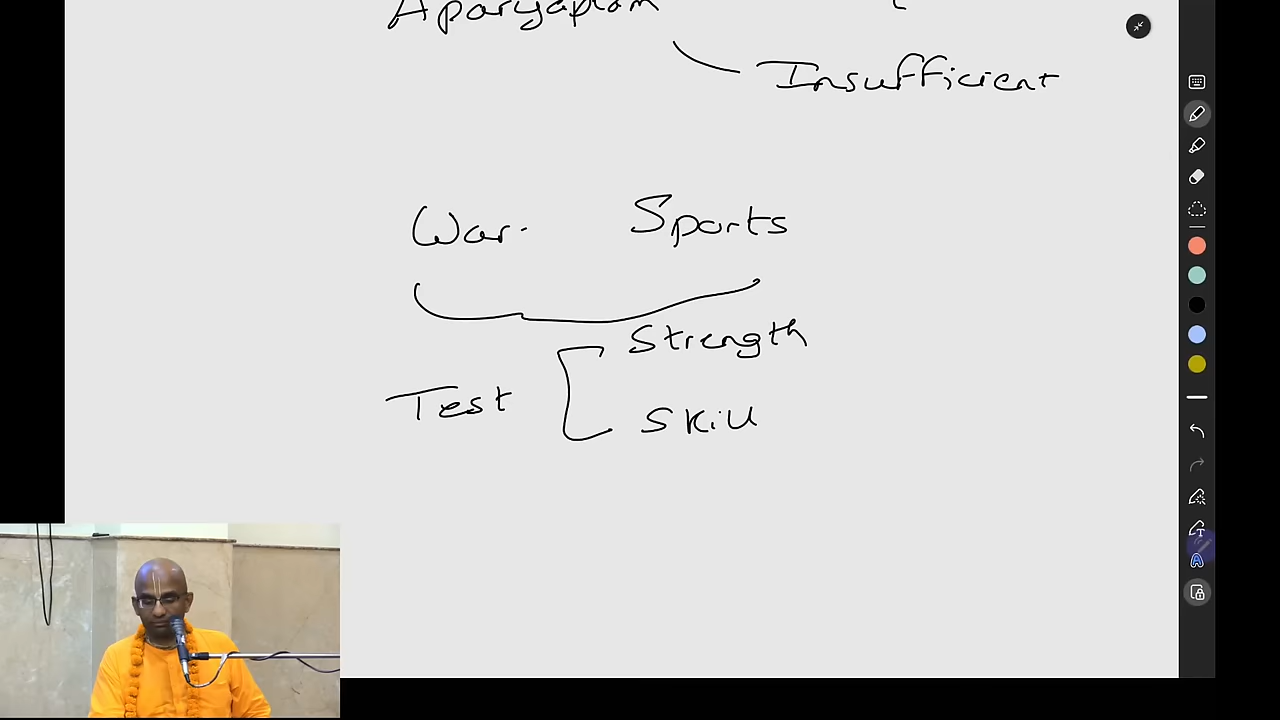 Aparyaptam
Insufficient
War. Sports
Strength
Test
Skill